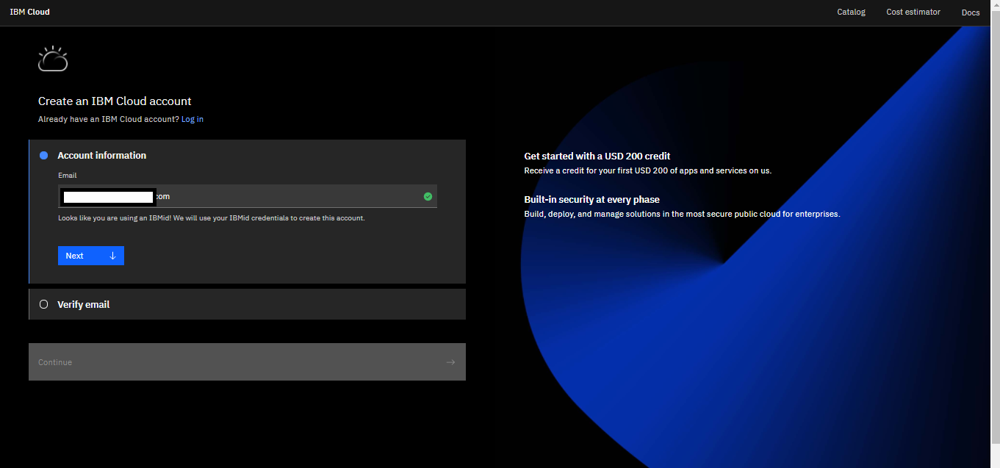 IBM Cloud
Catalog
Cost estimator
Docs
Create an IBM Cloud account
Already have an IBM Cloud account? Log in
Account information
Email
com
Looks like you are using an IBMid! We will use your IBMid credentials to create this account.
Next
Verify email
Continue
Get started with a USD 200 credit
Receive a credit for your first USD 200 of apps and services on us.
Built-in security at every phase
Build, deploy, and manage solutions in the most secure public cloud for enterprises.